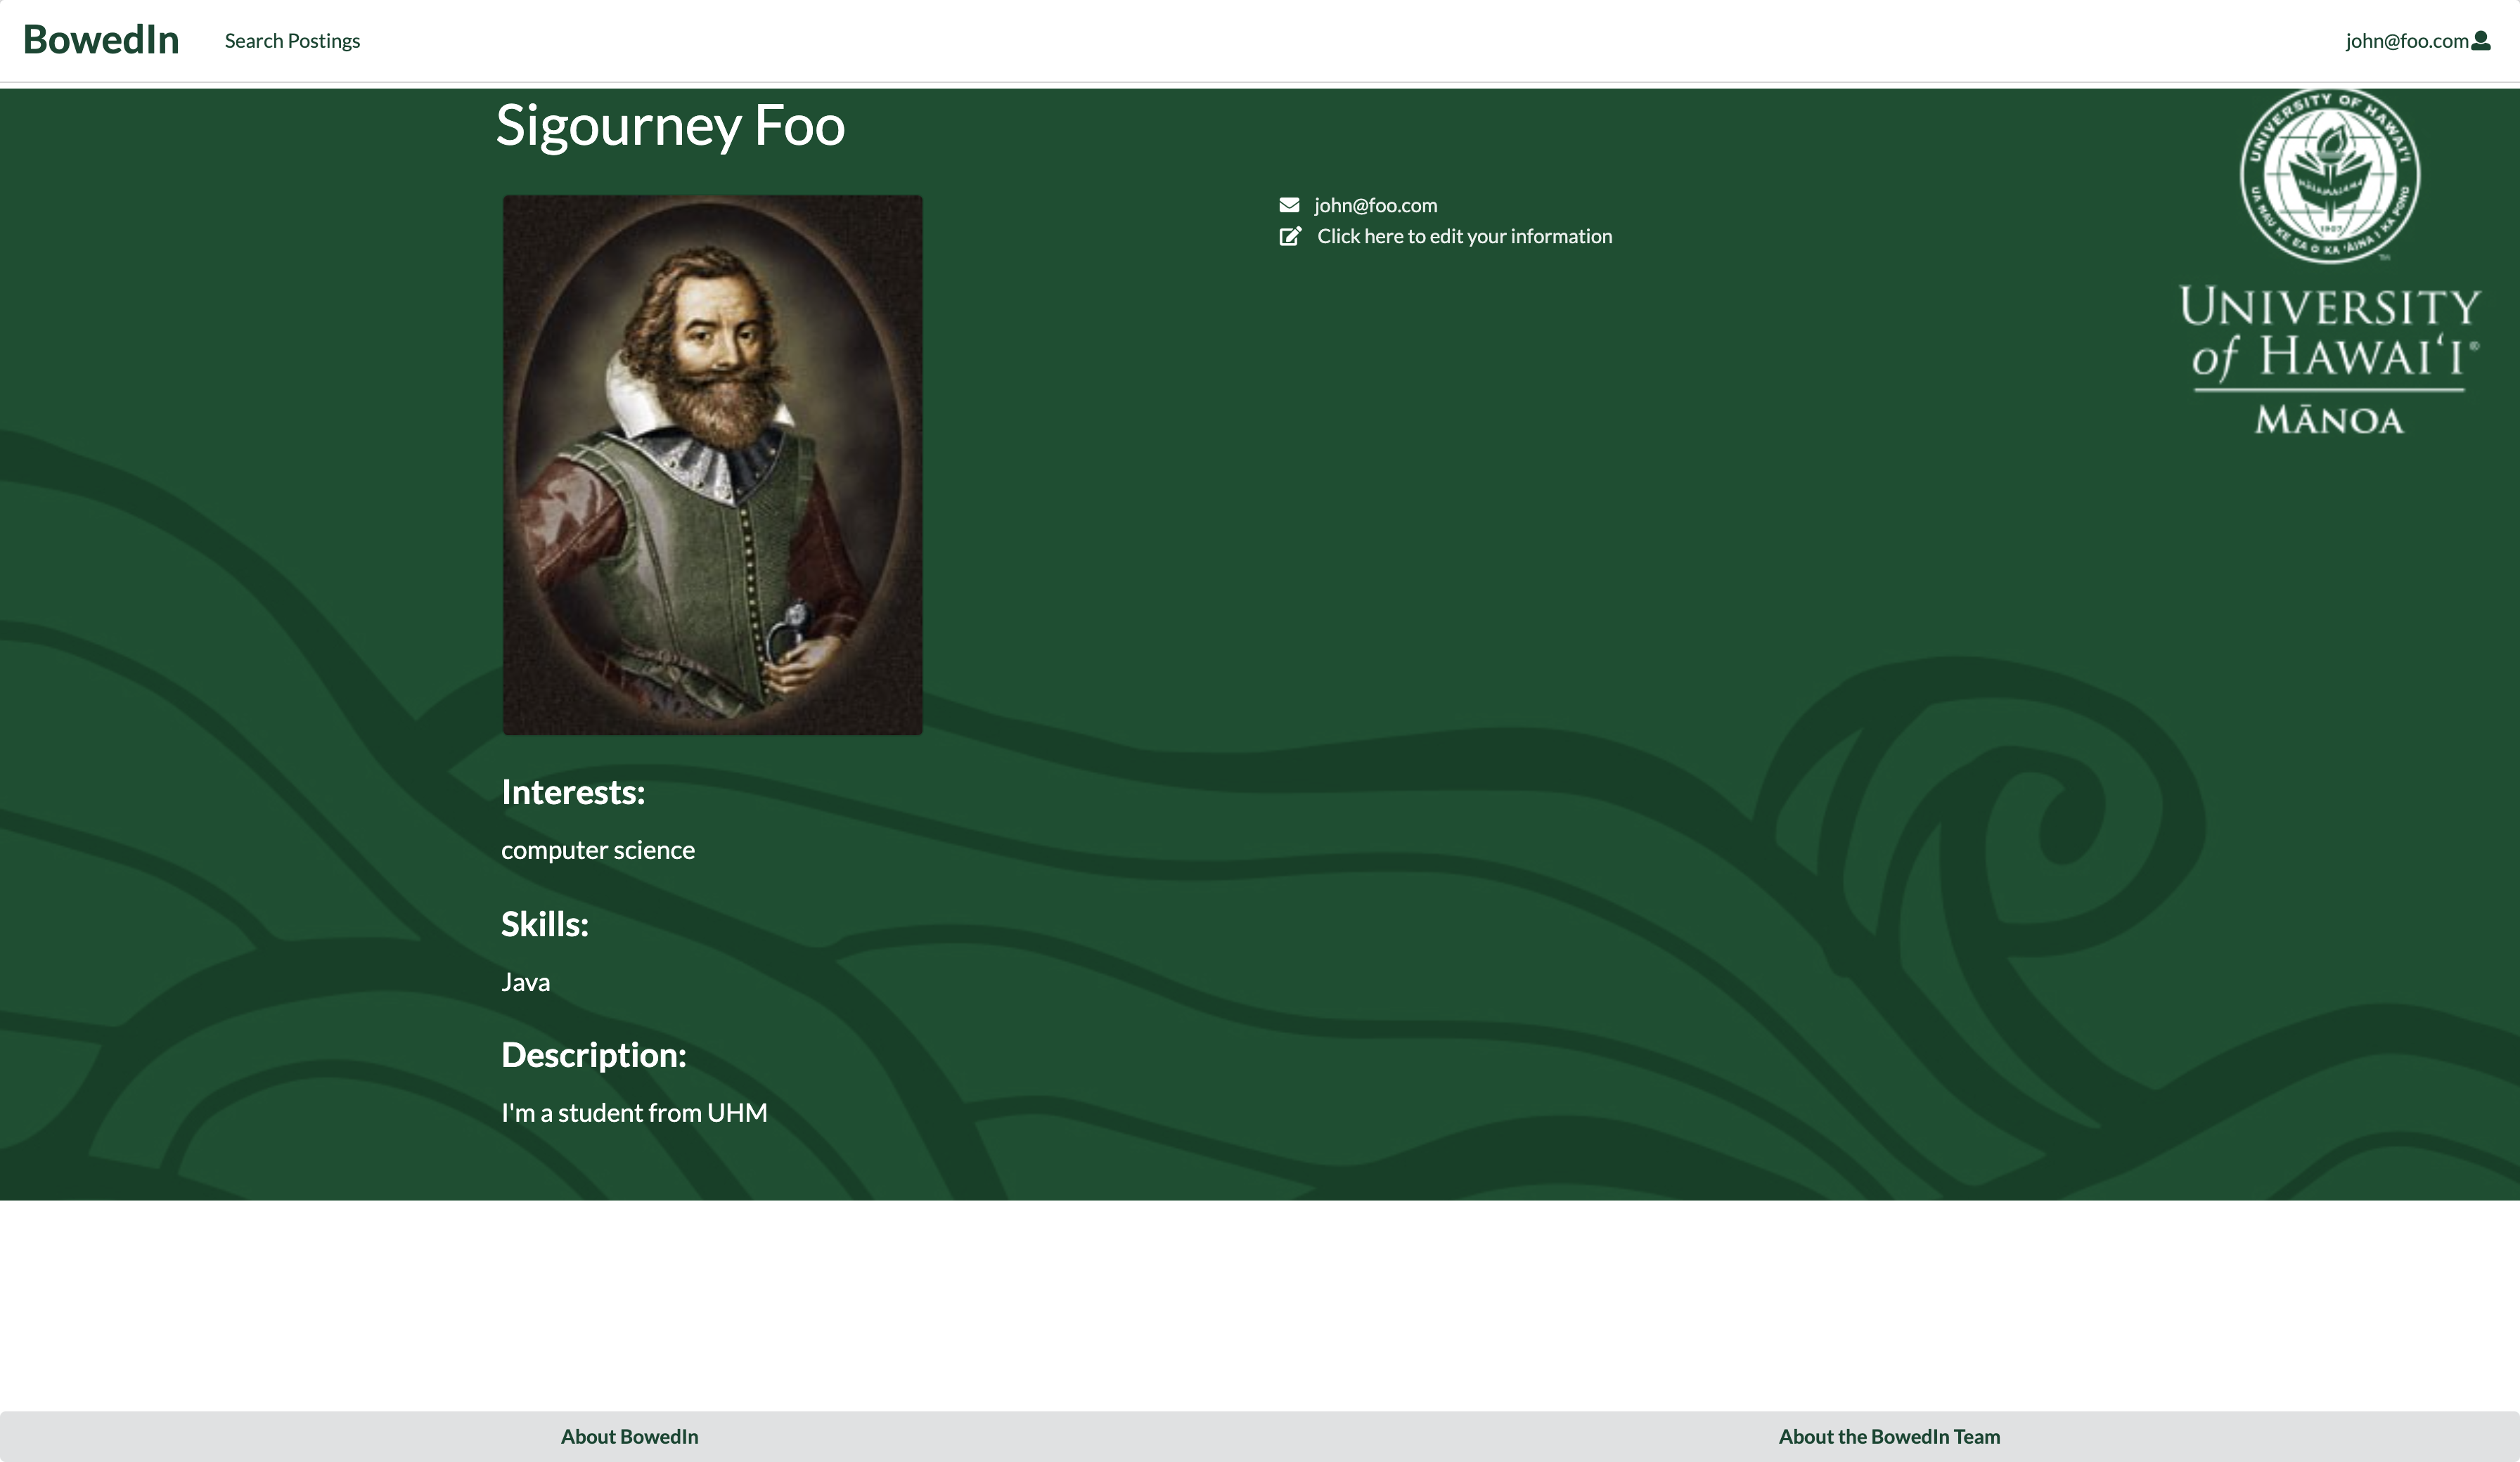 BowedIn
Search Postings
john@foo.com
Sigourney Foo
john@foo.com
Click here to edit your information
UNIVERSITY OF HAWAI‘I
UA MAU KE EA O KA ‘ĀINA I KA PONO
1907
TM
UNIVERSITY
of HAWAI‘I®
MĀNOA
Interests:
computer science
Skills:
Java
Description:
I'm a student from UHM
About BowedIn
About the BowedIn Team